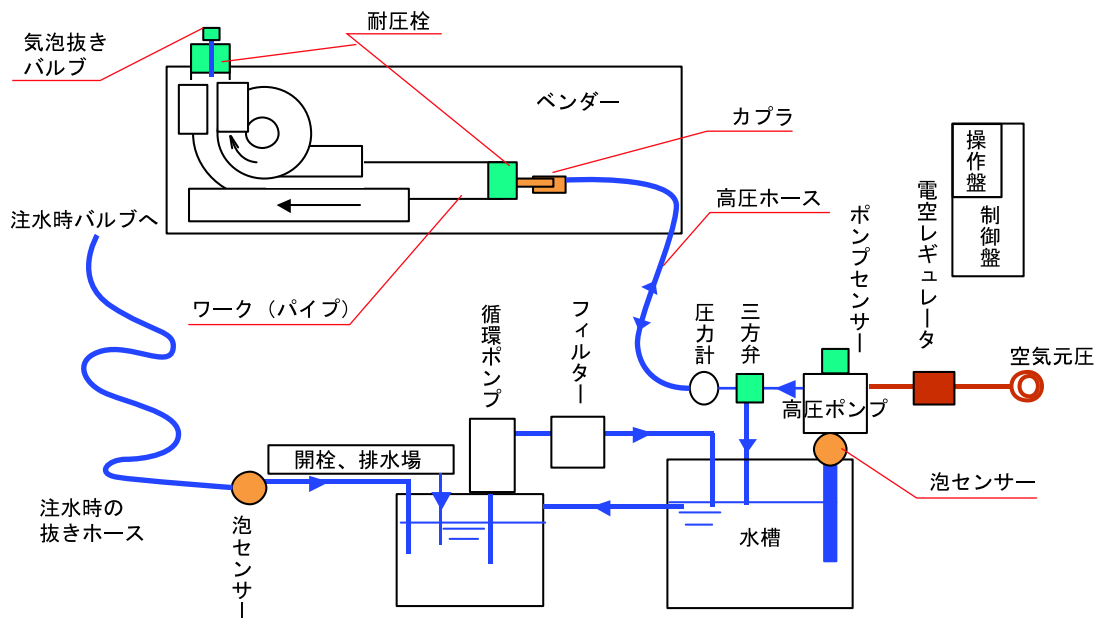 気泡抜き
バルブ
耐圧栓
ベンダー
カプラ
操作盤
制御盤
電空レギュレータ
ポンプセンサー
高圧ホース
注水時バルブへ
ワーク（パイプ）
循環ポンプ
フィルター
圧力計
三方弁
空気元圧
高圧ポンプ
開栓、排水場
泡センサー
注水時の
抜きホース
泡センサー
水槽